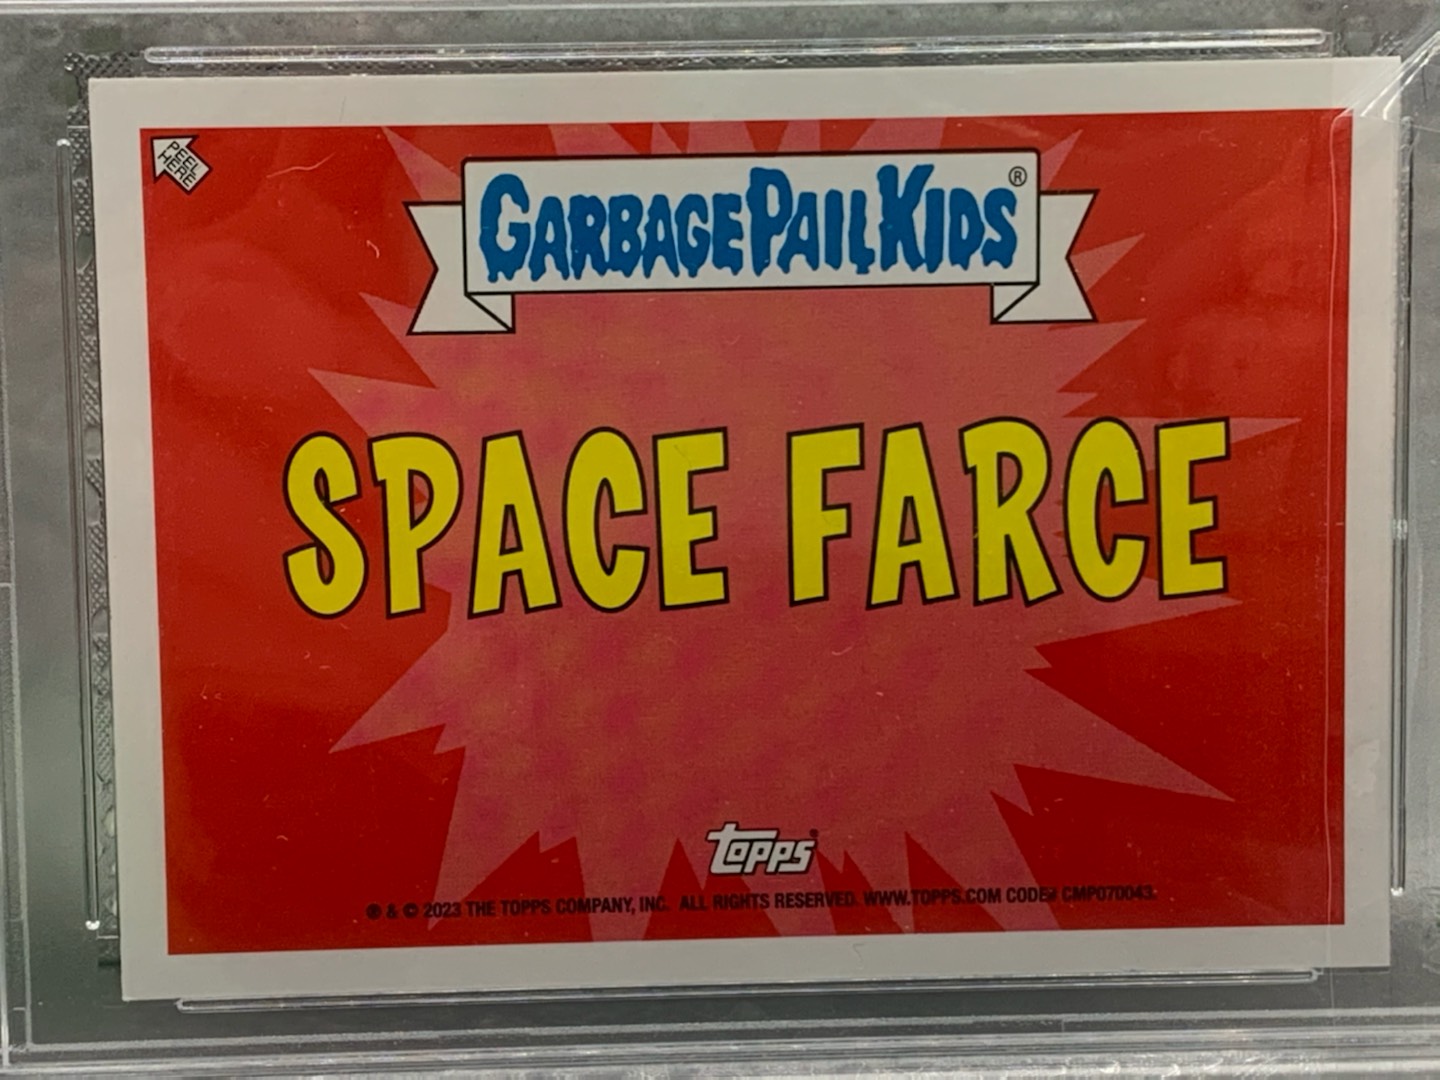 PEEL HERE
GARBAGE PAIL KIDS®
SPACE FARCE
Topps®
® & © 2023 THE TOPPS COMPANY, INC. ALL RIGHTS RESERVED. WWW.TOPPS.COM CODE# CMP070043.